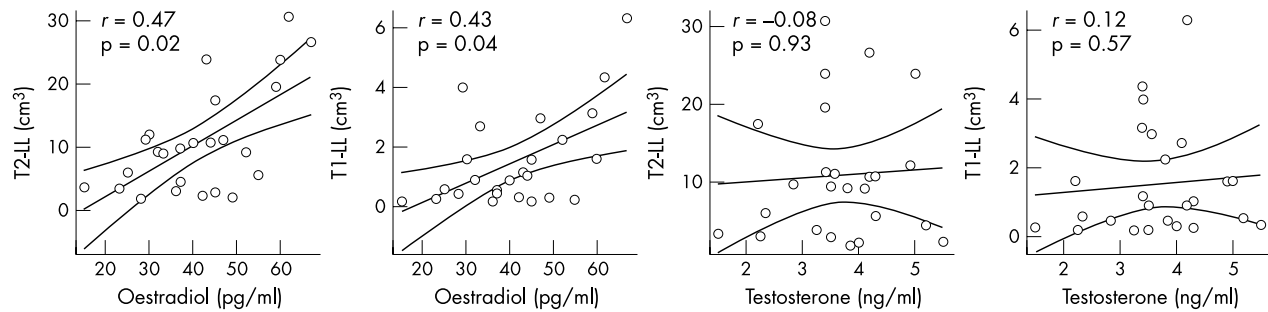 r = 0.47
p = 0.02
30
20
10
0
T2-LL (cm³)
20 30 40 50 60
Oestradiol (pg/ml)
r = 0.43
p = 0.04
6
4
2
0
T1-LL (cm³)
20 30 40 50 60
Oestradiol (pg/ml)
r = –0.08
p = 0.93
30
20
10
0
T2-LL (cm³)
2 3 4 5
Testosterone (ng/ml)
r = 0.12
p = 0.57
6
4
2
0
T1-LL (cm³)
2 3 4 5
Testosterone (ng/ml)